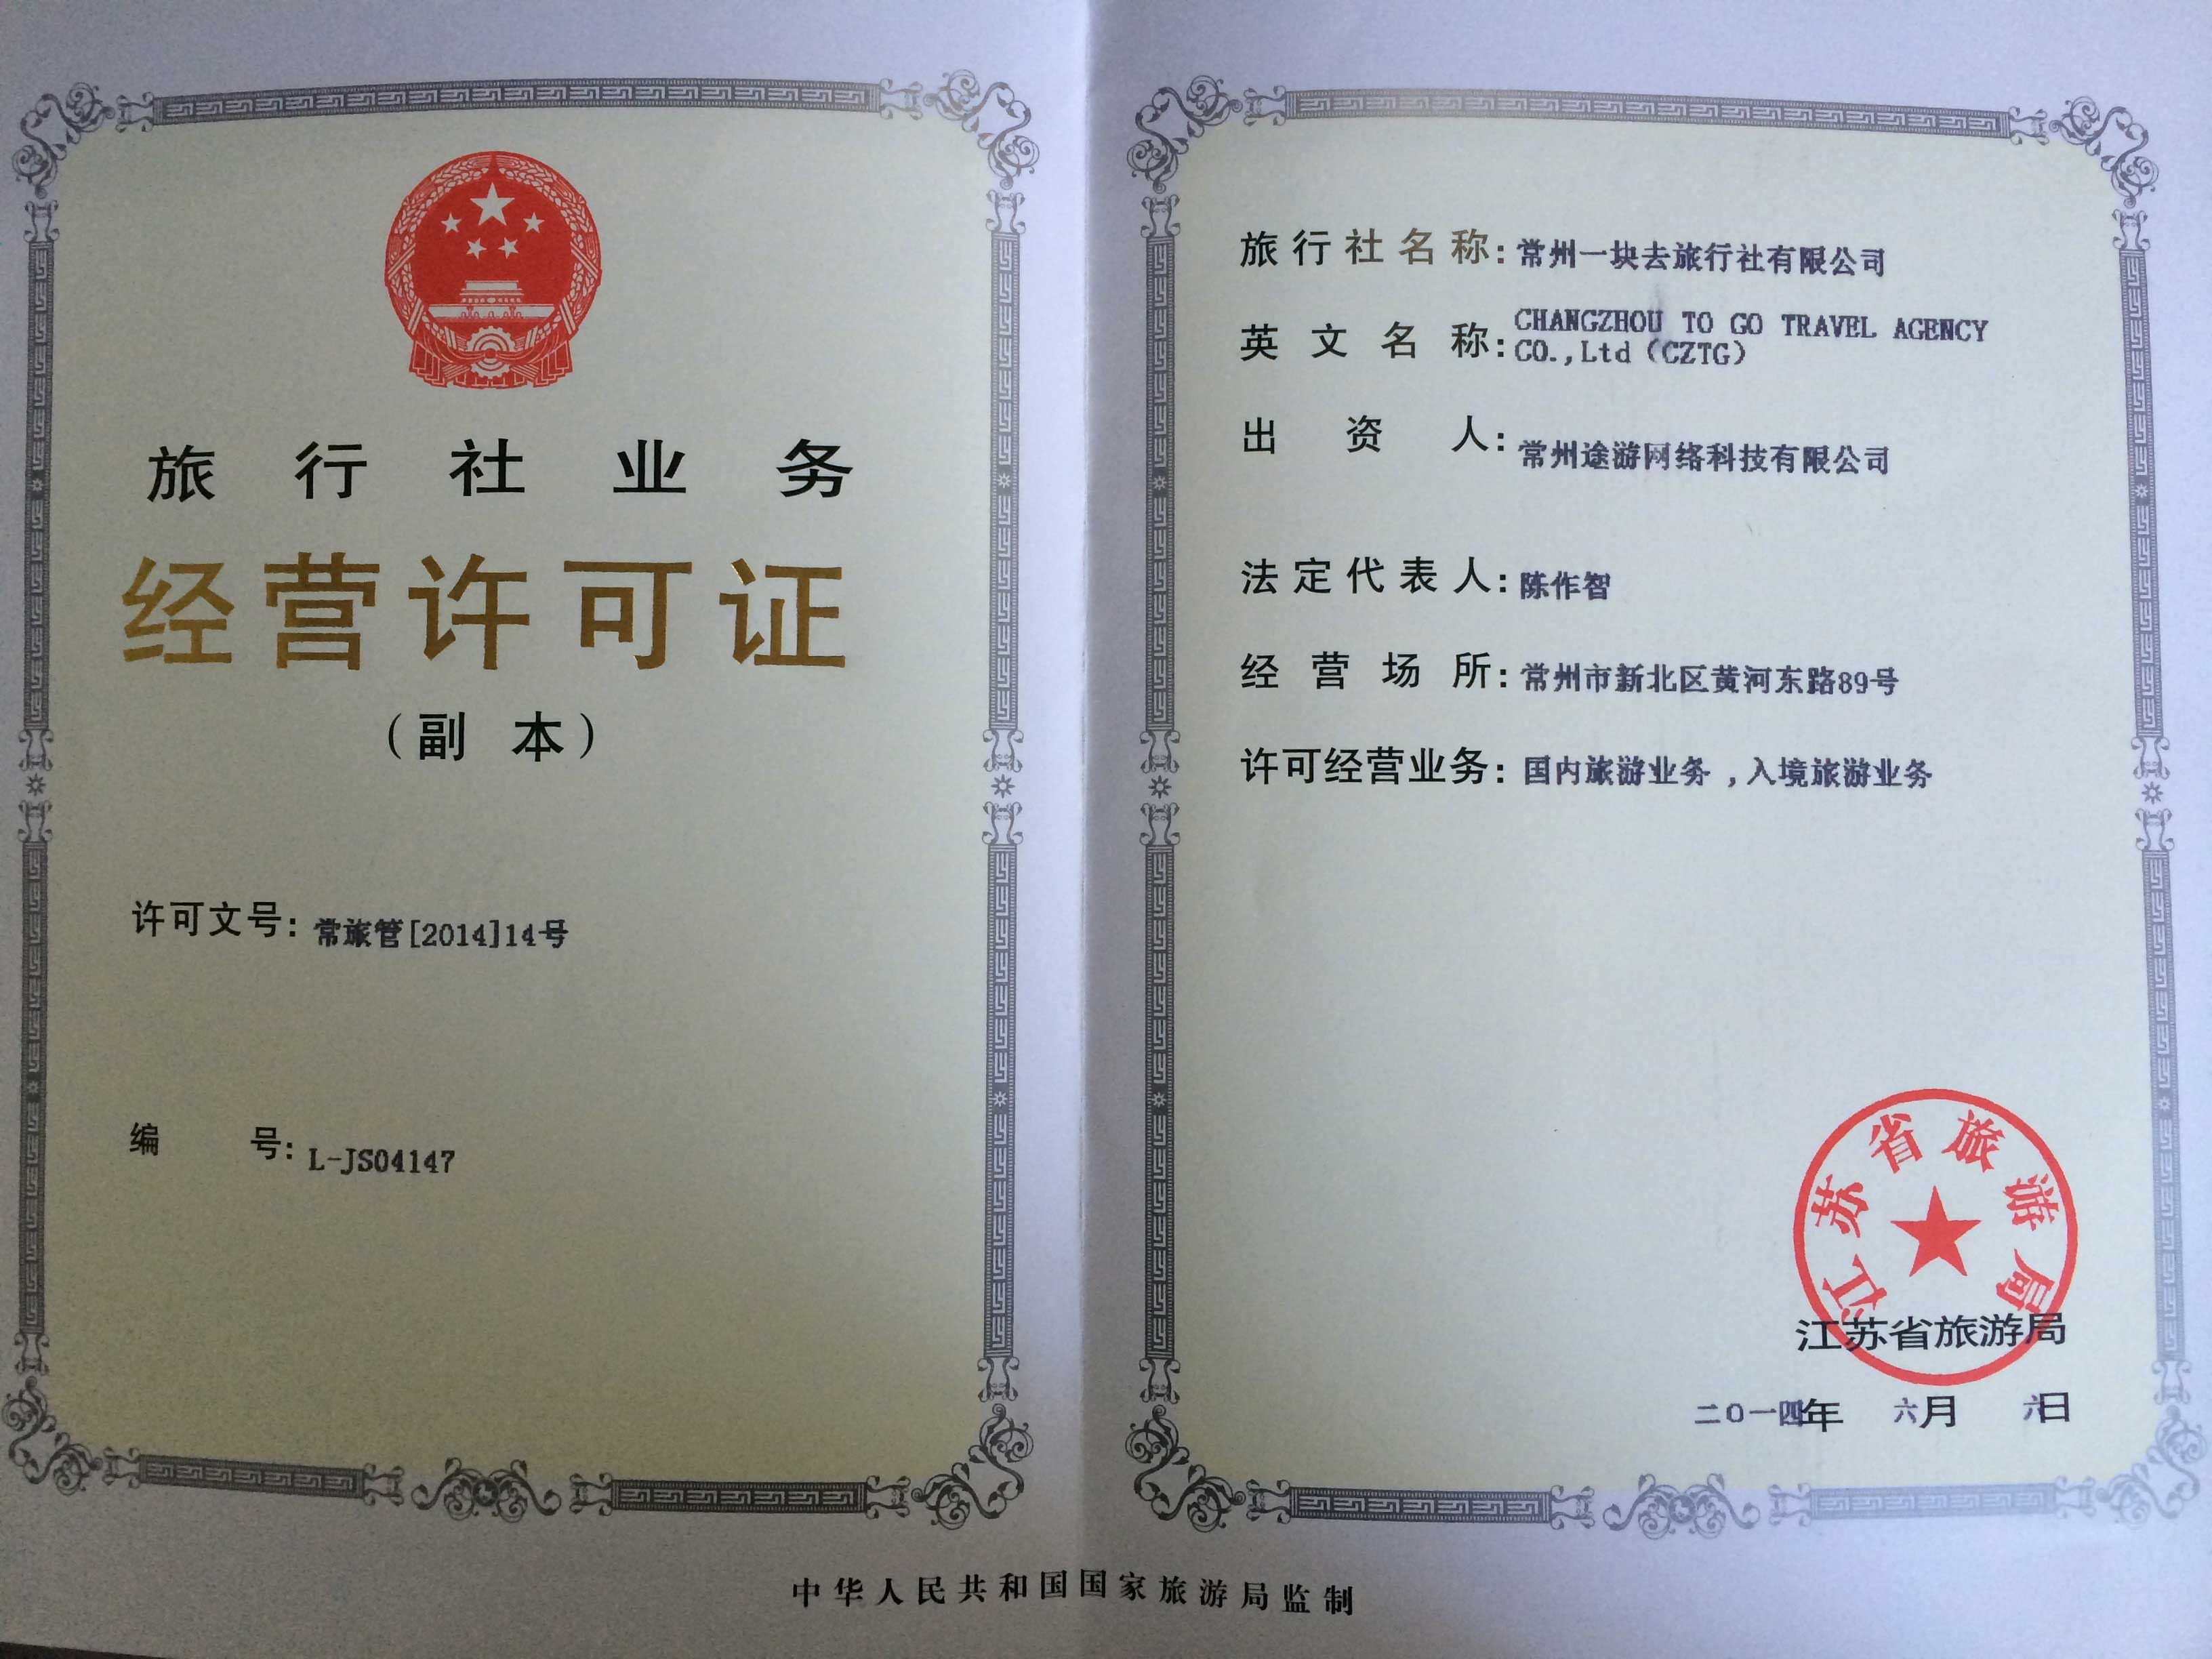 旅行社业务
经营许可证
（副本）
许可文号：常旅管[2014]14号
编号：L-JS04147
旅行社名称：常州一块去旅行社有限公司
英文名称：CHANGZHOU TO GO TRAVEL AGENCY
CO.,Ltd（CZTG）
出资人：常州途游网络科技有限公司
法定代表人：陈作智
经营场所：常州市新北区黄河东路89号
许可经营业务：国内旅游业务，入境旅游业务
江苏省旅游局
江苏省旅游局
二0一四年 六月 六日
中华人民共和国国家旅游局监制